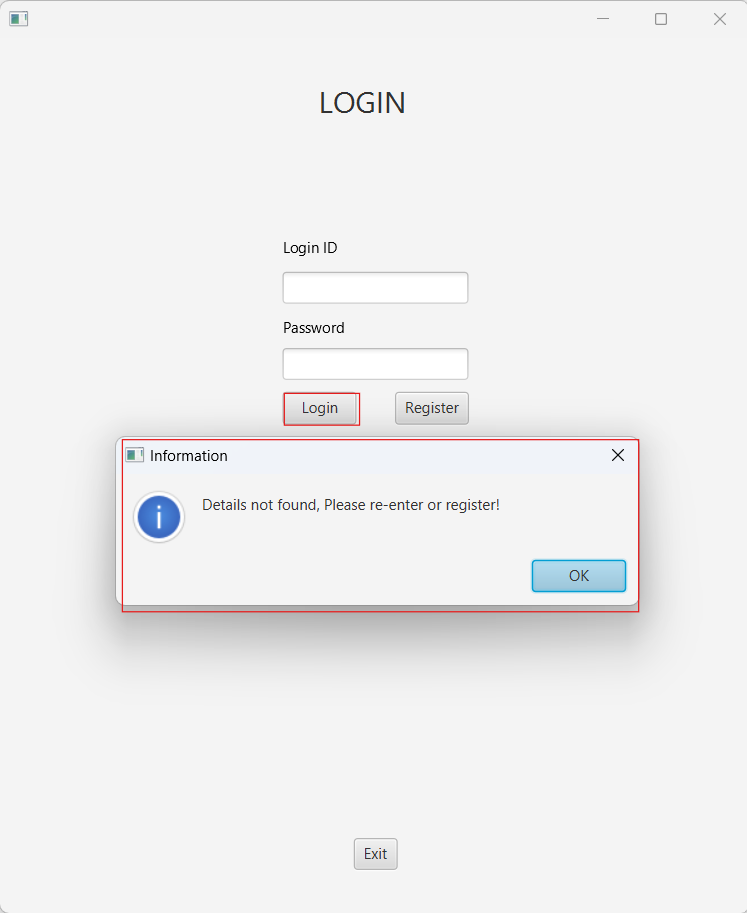 LOGIN
Login ID
Password
Login Register
Information
Details not found, Please re-enter or register!
OK
Exit